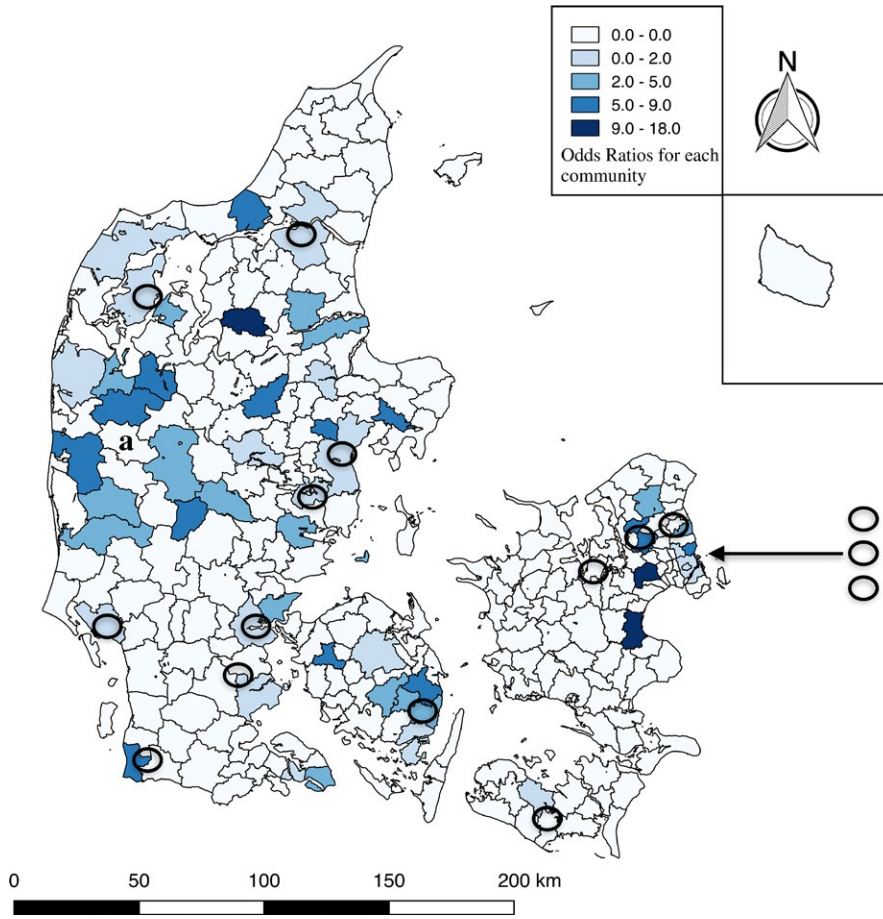 0.0 - 0.0
0.0 - 2.0
2.0 - 5.0
5.0 - 9.0
9.0 - 18.0
Odds Ratios for each
community
N
a
0 50 100 150 200 km